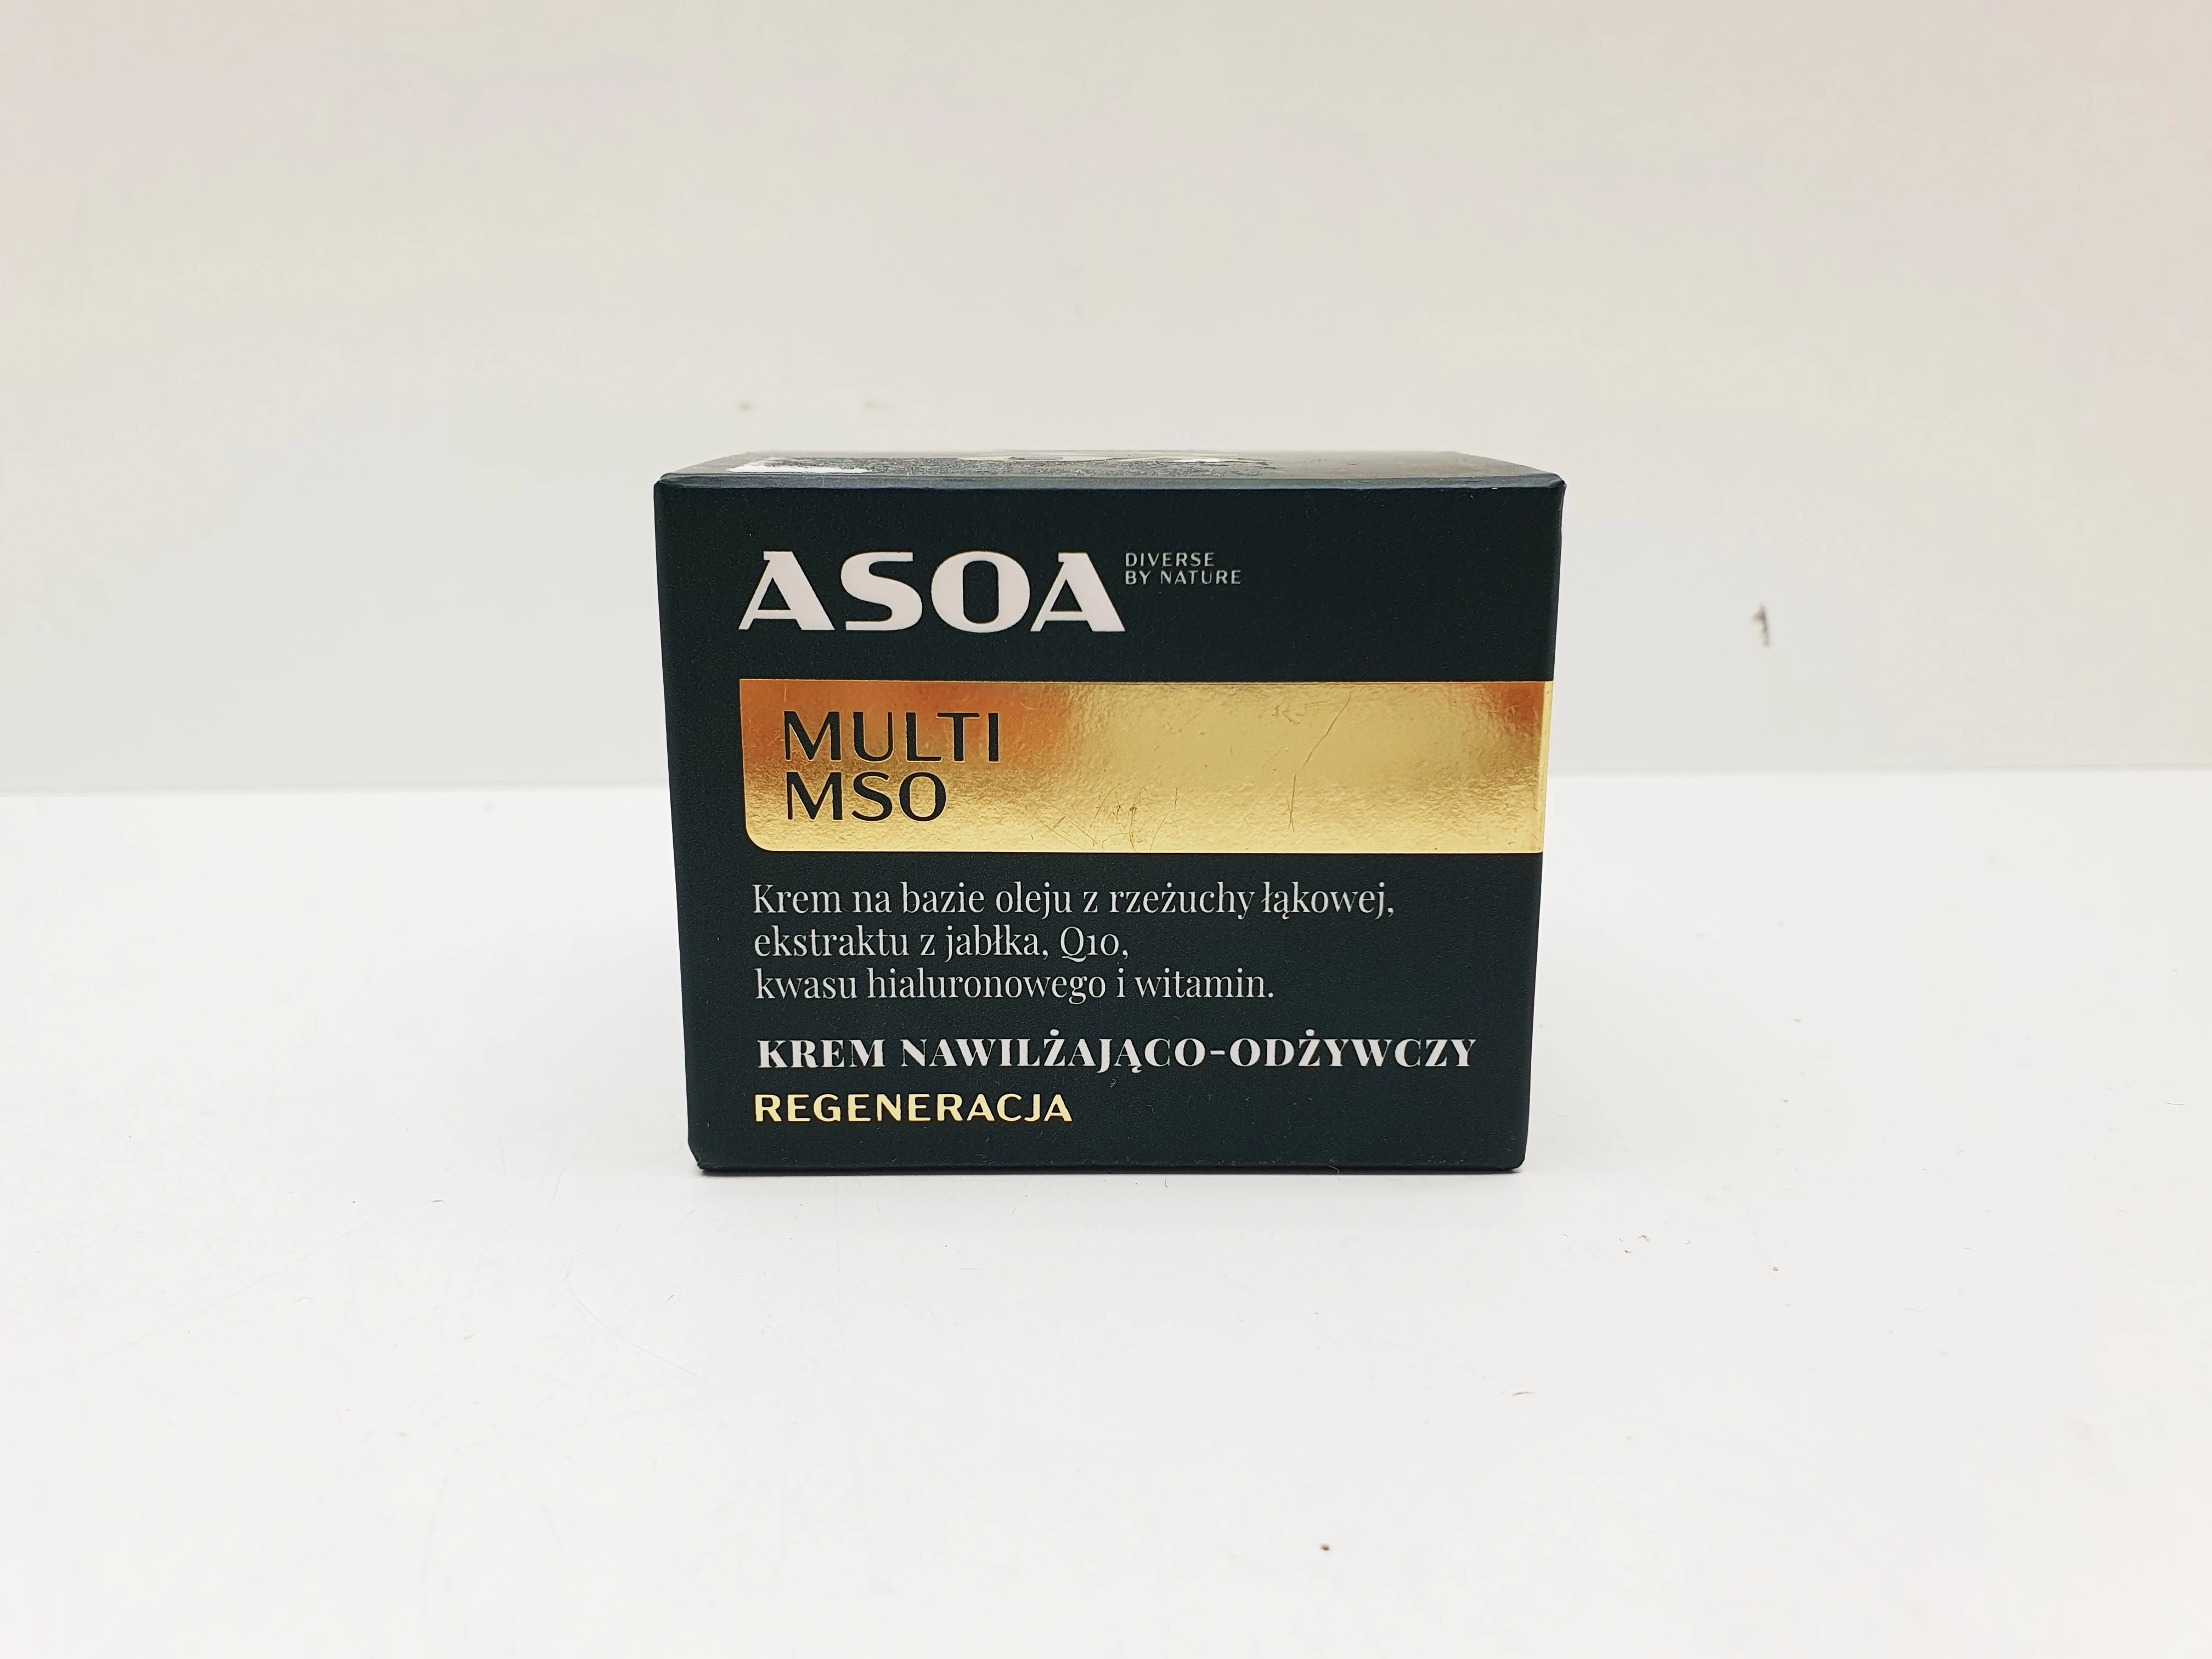 ASOA
DIVERSE
BY NATURE
MULTI
MSO
Krem na bazie oleju z rzeżuchy łąkowej,
ekstraktu z jabłka, Q10,
kwasu hialuronowego i witamin.
KREM NAWILŻAJĄCO-ODŻYWCZY
REGENERACJA